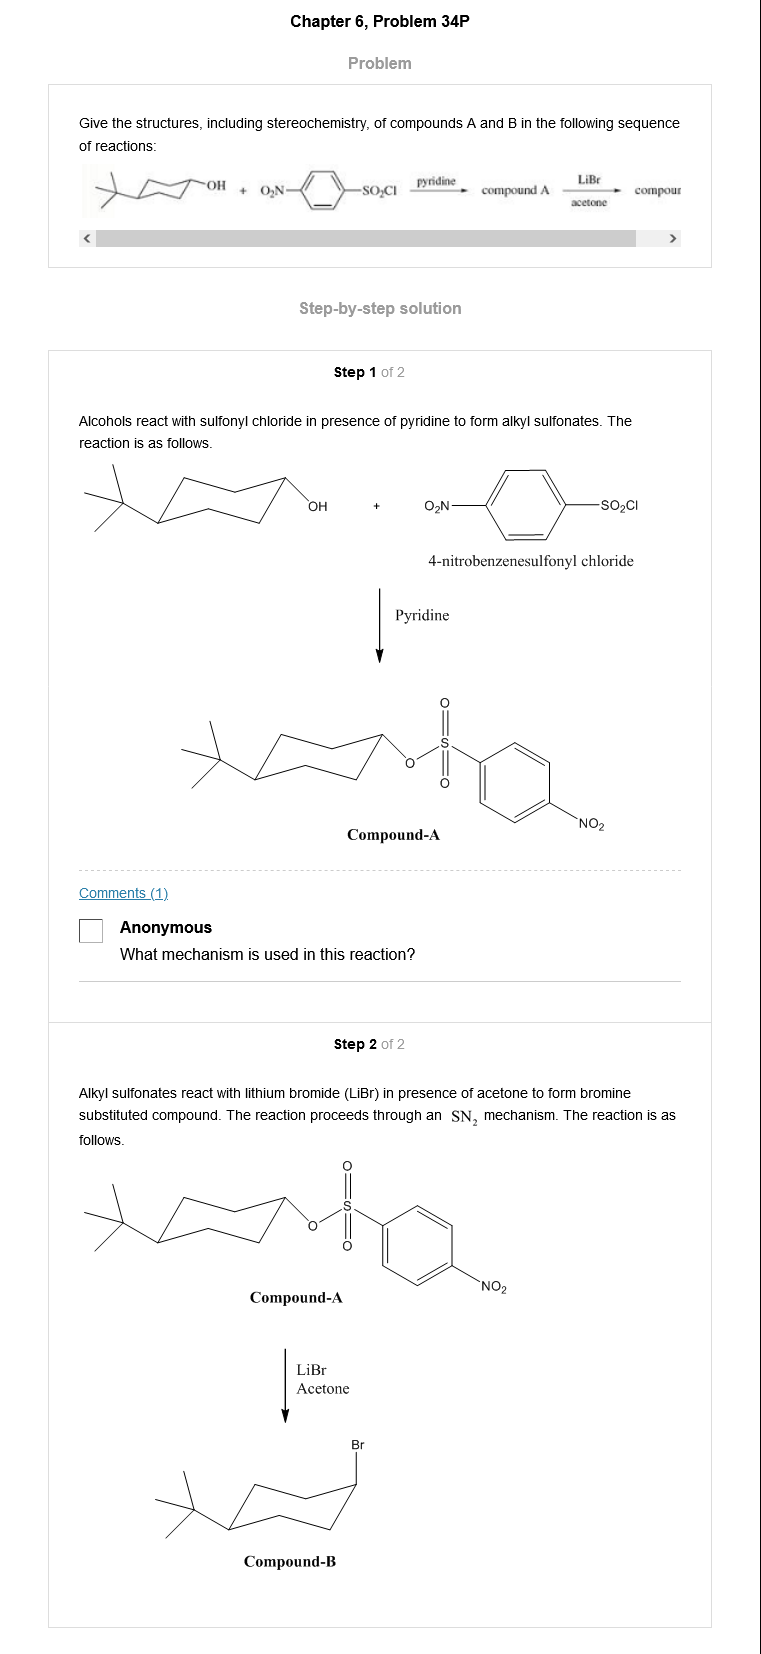 Chapter 6, Problem 34P
Problem
Give the structures, including stereochemistry, of compounds A and B in the following sequence
of reactions:
OH + O₂N SO₂Cl pyridine compound A LiBr acetone compour
Step-by-step solution
Step 1 of 2
Alcohols react with sulfonyl chloride in presence of pyridine to form alkyl sulfonates. The
reaction is as follows.
OH + O₂N SO₂Cl
4-nitrobenzenesulfonyl chloride
Pyridine
O
S
O
O
NO₂
Compound-A
Comments (1)
Anonymous
What mechanism is used in this reaction?
Step 2 of 2
Alkyl sulfonates react with lithium bromide (LiBr) in presence of acetone to form bromine
substituted compound. The reaction proceeds through an SN₂ mechanism. The reaction is as
follows.
O
S
O
O
NO₂
Compound-A
LiBr
Acetone
Br
Compound-B